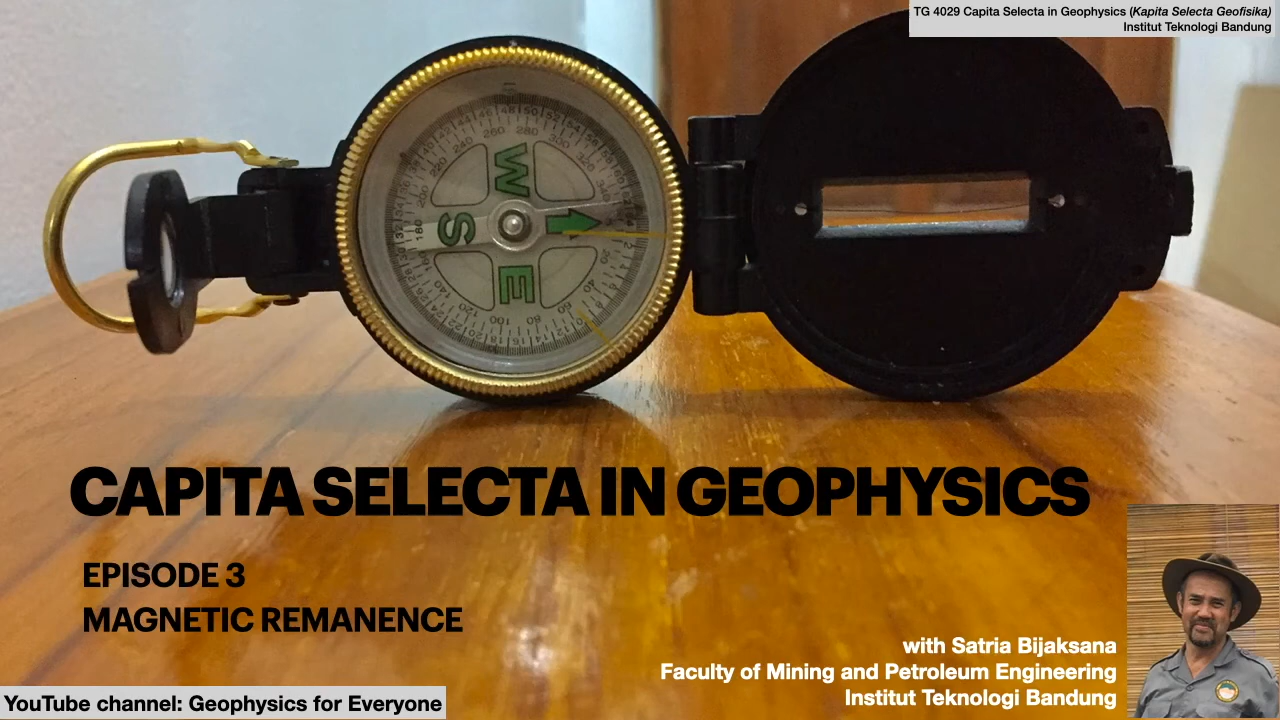 TG 4029 Capita Selecta in Geophysics (Kapita Selecta Geofisika)
Institut Teknologi Bandung
W
S
E
CAPITA SELECTA IN GEOPHYSICS
EPISODE 3
MAGNETIC REMANENCE
with Satria Bijaksana
Faculty of Mining and Petroleum Engineering
Institut Teknologi Bandung
YouTube channel: Geophysics for Everyone